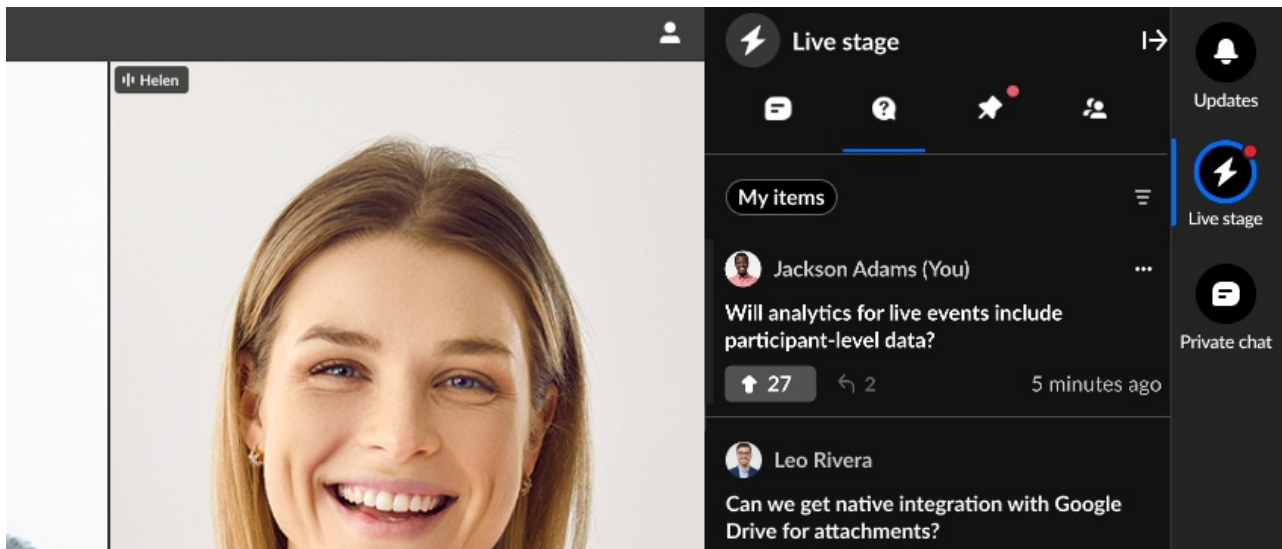 Helen
Live stage
Updates
My items
Live stage
Jackson Adams (You)
Will analytics for live events include
participant-level data?
27
2
5 minutes ago
Private chat
Leo Rivera
Can we get native integration with Google
Drive for attachments?